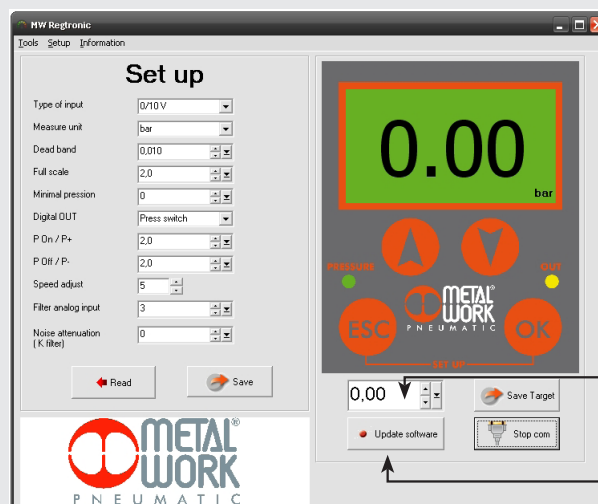 MW Regtronic
Tools Setup Information
Set up
Type of input 0/10 V
Measure unit bar
Dead band 0,010
Full scale 2,0
Minimal pression 0
Digital OUT Press switch
P On / P+ 2,0
P Off / P- 2,0
Speed adjust 5
Filter analog input 3
Noise attenuation
( K filter) 0
Read Save
METAL®
WORK
PNEUMATIC
0.00
bar
PRESSURE OUT
METAL®
WORK
PNEUMATIC
ESC OK
SET UP
0,00 Save Target
Update software Stop com